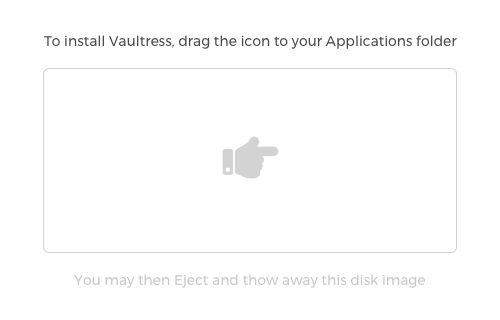 To install Vaultress, drag the icon to your Applications folder
You may then Eject and thow away this disk image